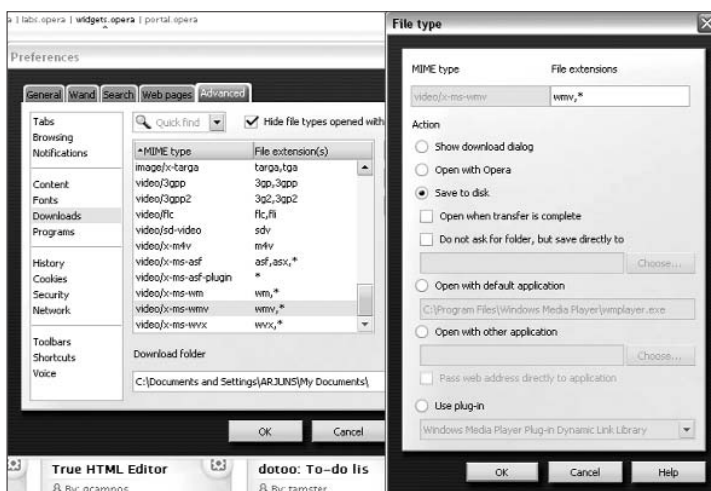 a | labs.opera | widgets.opera | portal.opera
Preferences
General Wand Search Web pages Advanced
Tabs
Browsing
Notifications
Content
Fonts
Downloads
Programs
History
Cookies
Security
Network
Toolbars
Shortcuts
Voice
Quick find
Hide file types opened with
MIME type File extension(s)
image/x-targa targa,tga
video/3gpp 3gp,3gpp
video/3gpp2 3g2,3gp2
video/flc flc,fli
video/sd-video sdv
video/x-m4v m4v
video/x-ms-asf asf,asx,*
video/x-ms-asf-plugin *
video/x-ms-wm wm,*
video/x-ms-wmv wmv,*
video/x-ms-wvx wvx,*
Download folder
C:\Documents and Settings\ARJUNS\My Documents\
OK Cancel
True HTML Editor
By: gcampos
dotoo: To-do lis
By: tamster
File type
MIME type File extensions
video/x-ms-wmv wmv,*
Action
Show download dialog
Open with Opera
Save to disk
Open when transfer is complete
Do not ask for folder, but save directly to
Choose...
Open with default application
C:\Program Files\Windows Media Player\wmplayer.exe
Open with other application
Choose...
Pass web address directly to application
Use plug-in
Windows Media Player Plug-in Dynamic Link Library
OK Cancel Help